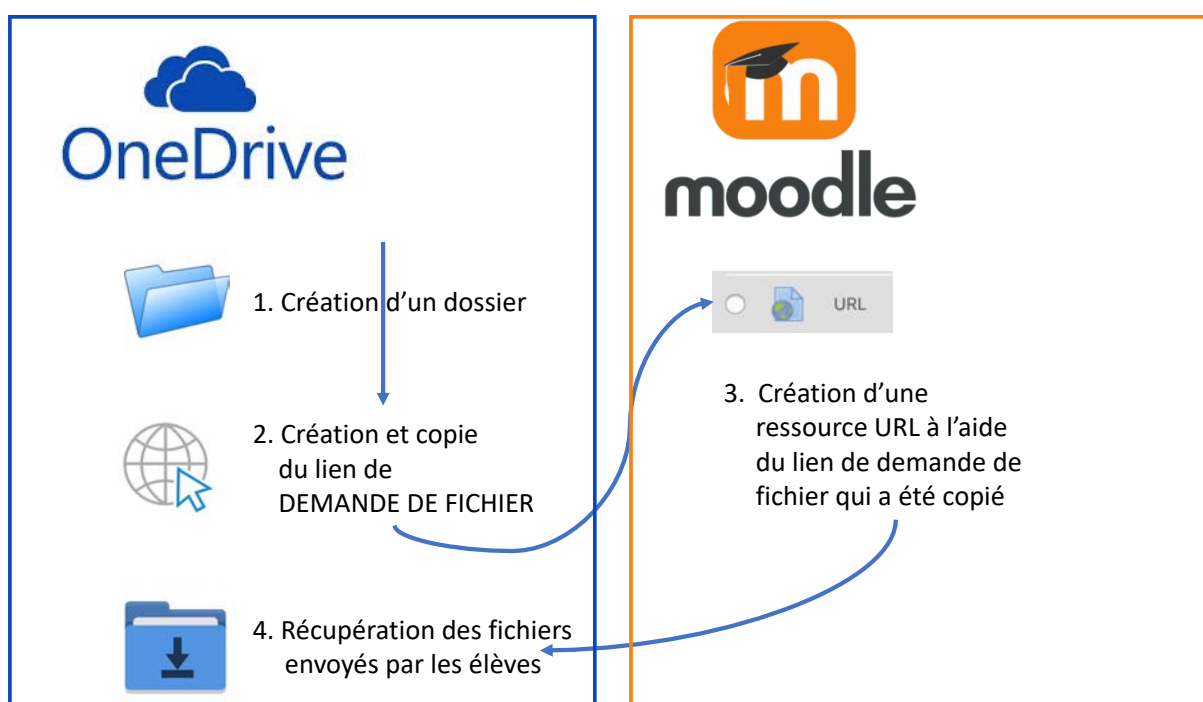 OneDrive
1. Création d’un dossier
2. Création et copie
du lien de
DEMANDE DE FICHIER
4. Récupération des fichiers
envoyés par les élèves
m
moodle
URL
3. Création d’une
ressource URL à l’aide
du lien de demande de
fichier qui a été copié